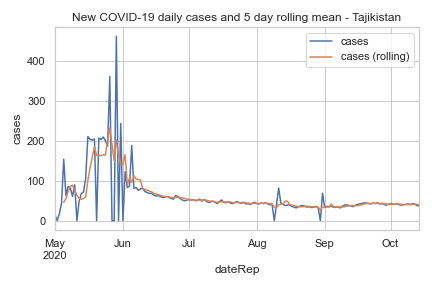 New COVID-19 daily cases and 5 day rolling mean - Tajikistan
cases
cases (rolling)
400
300
200
100
0
cases
May
2020
Jun
Jul
Aug
Sep
Oct
dateRep